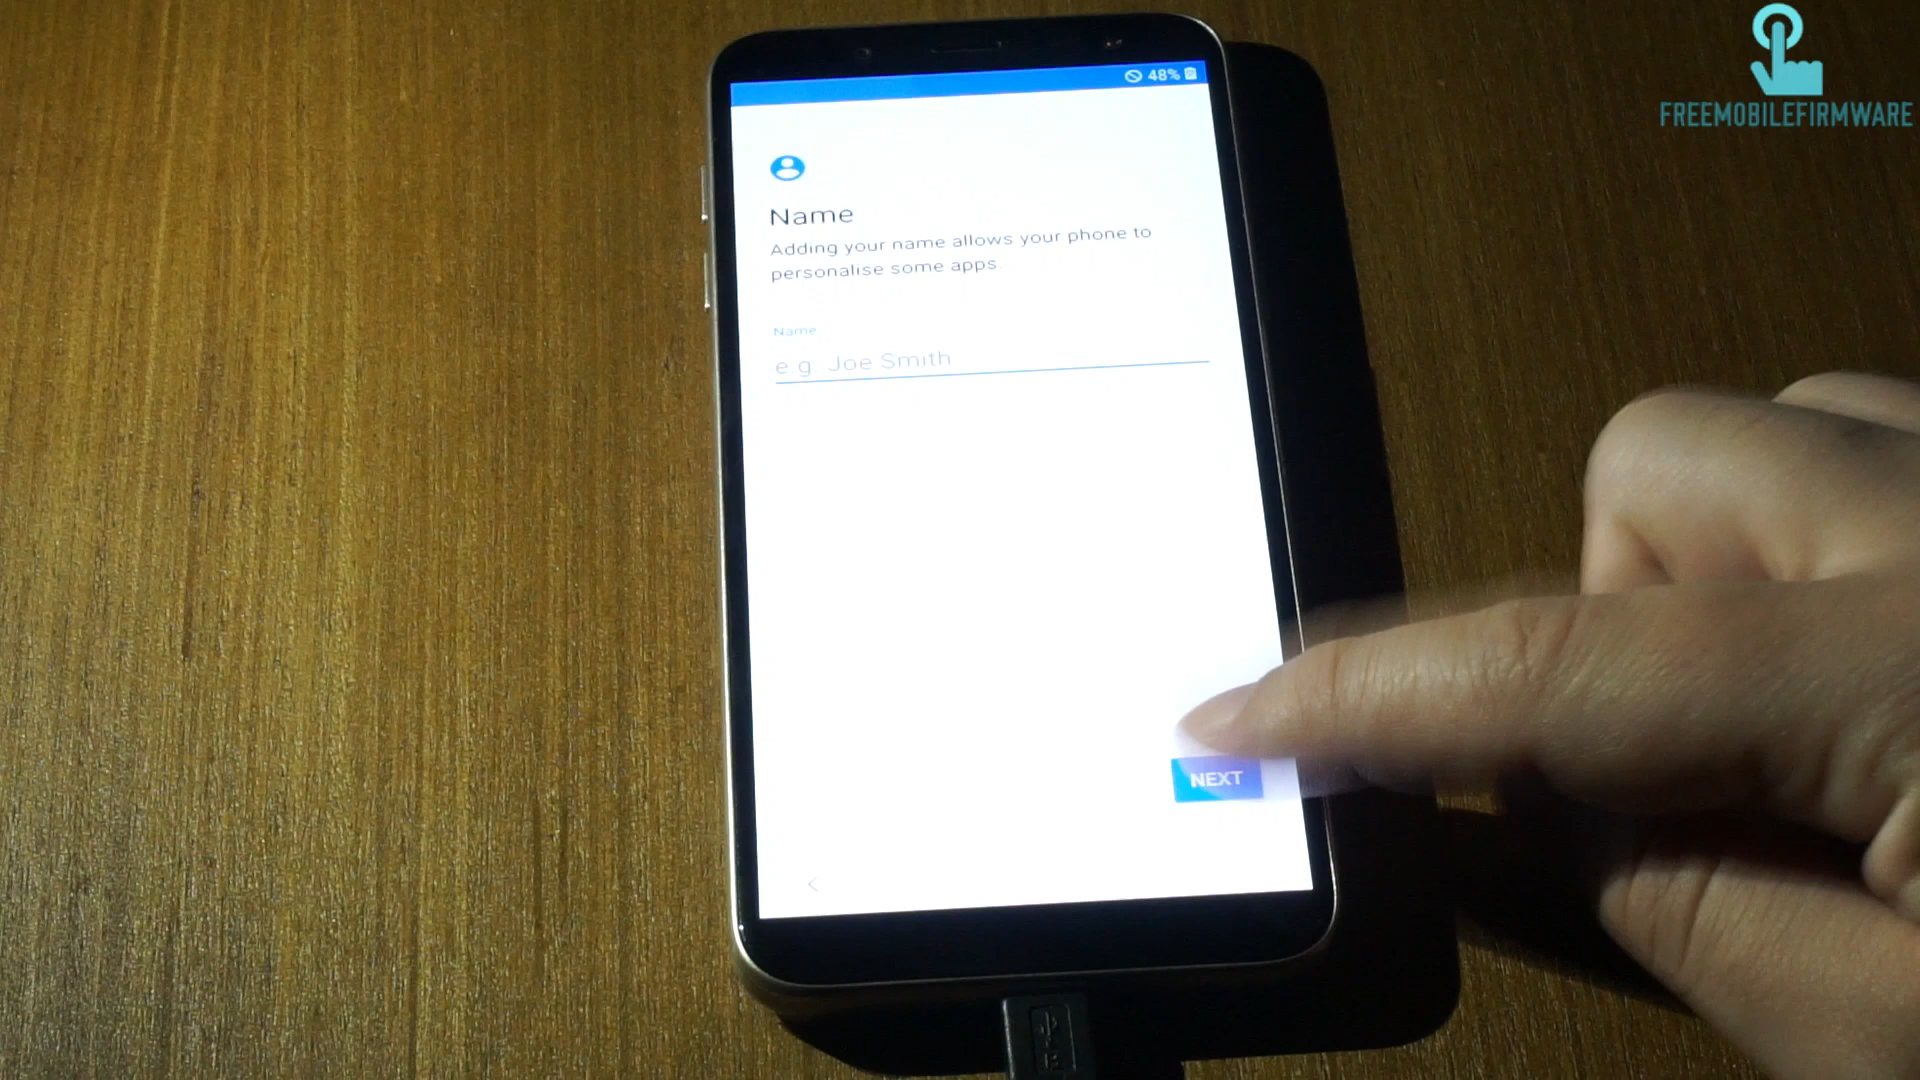 FREEMOBILEFIRMWARE
48%
Name
Adding your name allows your phone to
personalise some apps.
Name
e.g. Joe Smith
NEXT